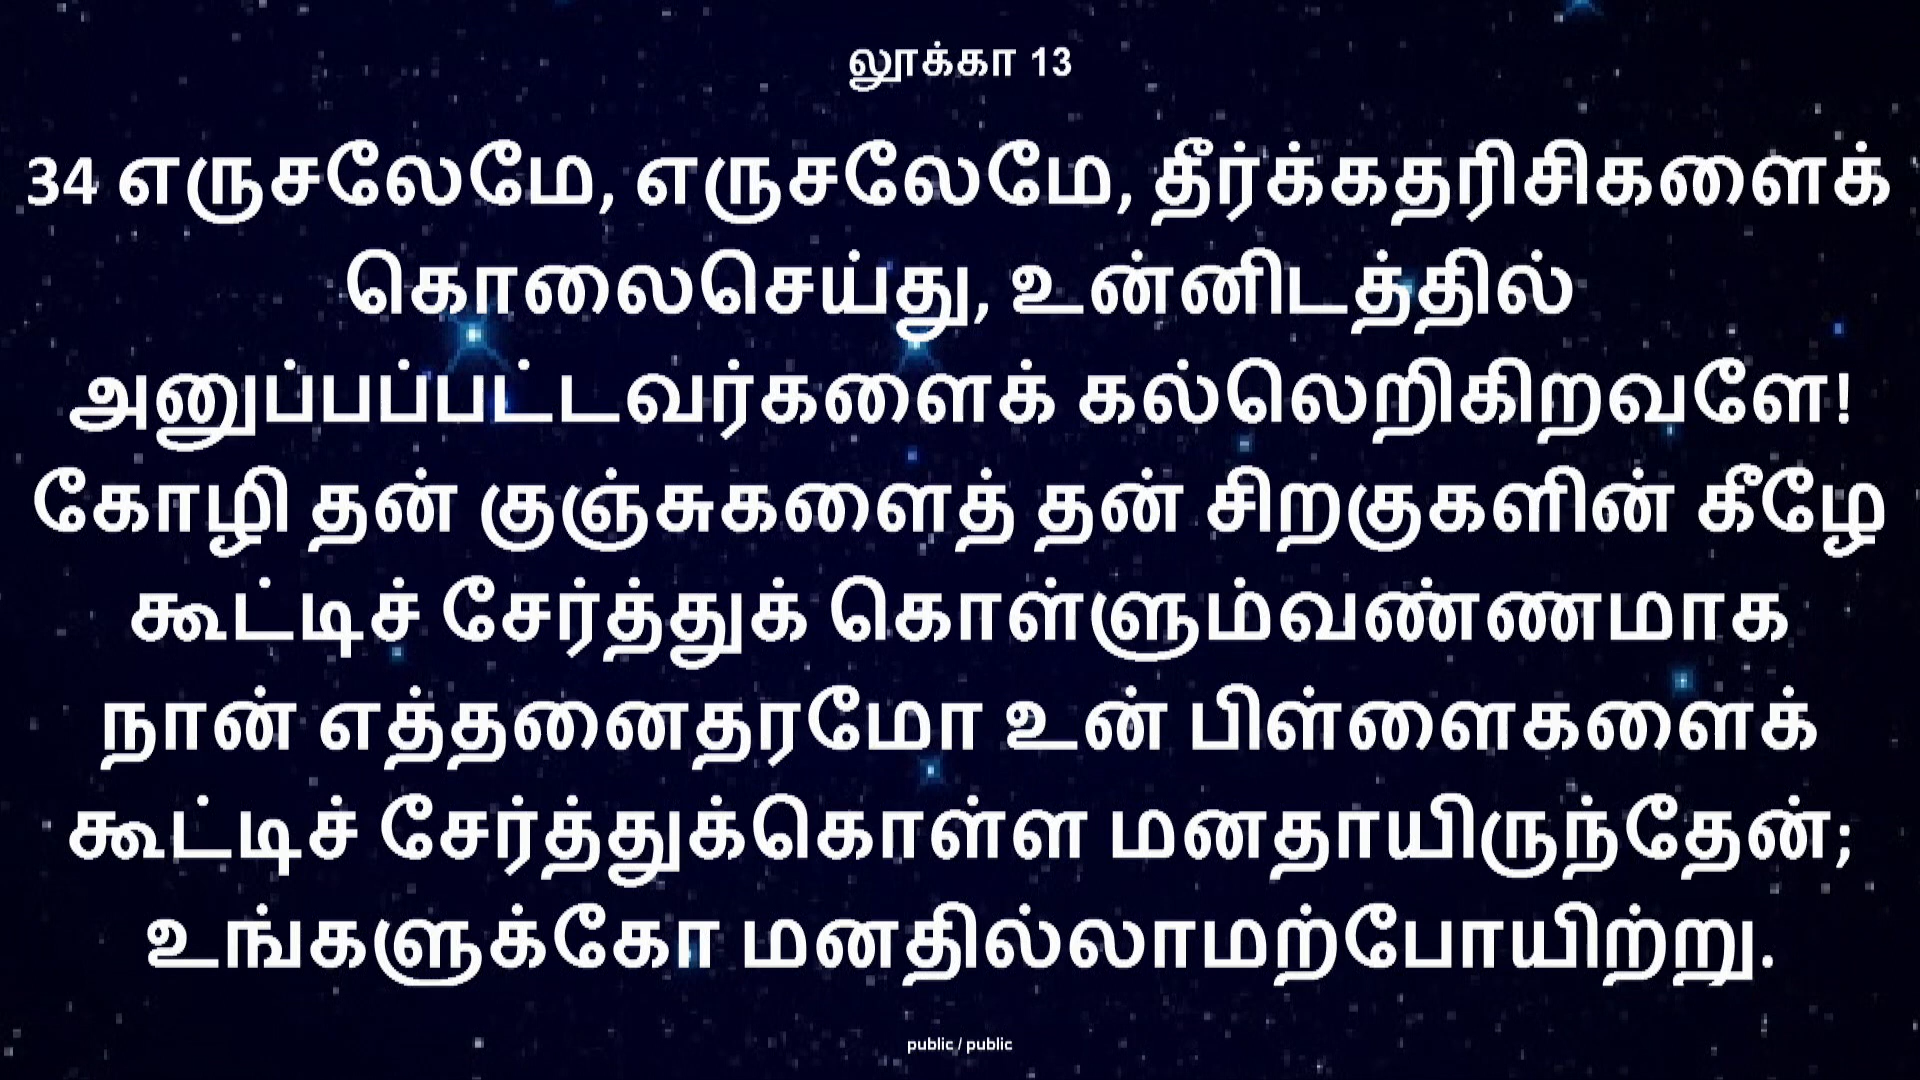 லூக்கா 13
34 எருசலேமே, எருசலேமே, தீர்க்கதரிசிகளைக்
கொலைசெய்து, உன்னிடத்தில்
அனுப்பப்பட்டவர்களைக் கல்லெறிகிறவளே!
கோழி தன் குஞ்சுகளைத் தன் சிறகுகளின் கீழே
கூட்டிச் சேர்த்துக் கொள்ளும்வண்ணமாக
நான் எத்தனைதரமோ உன் பிள்ளைகளைக்
கூட்டிச் சேர்த்துக்கொள்ள மனதாயிருந்தேன்;
உங்களுக்கோ மனதில்லாமற்போயிற்று.
public / public